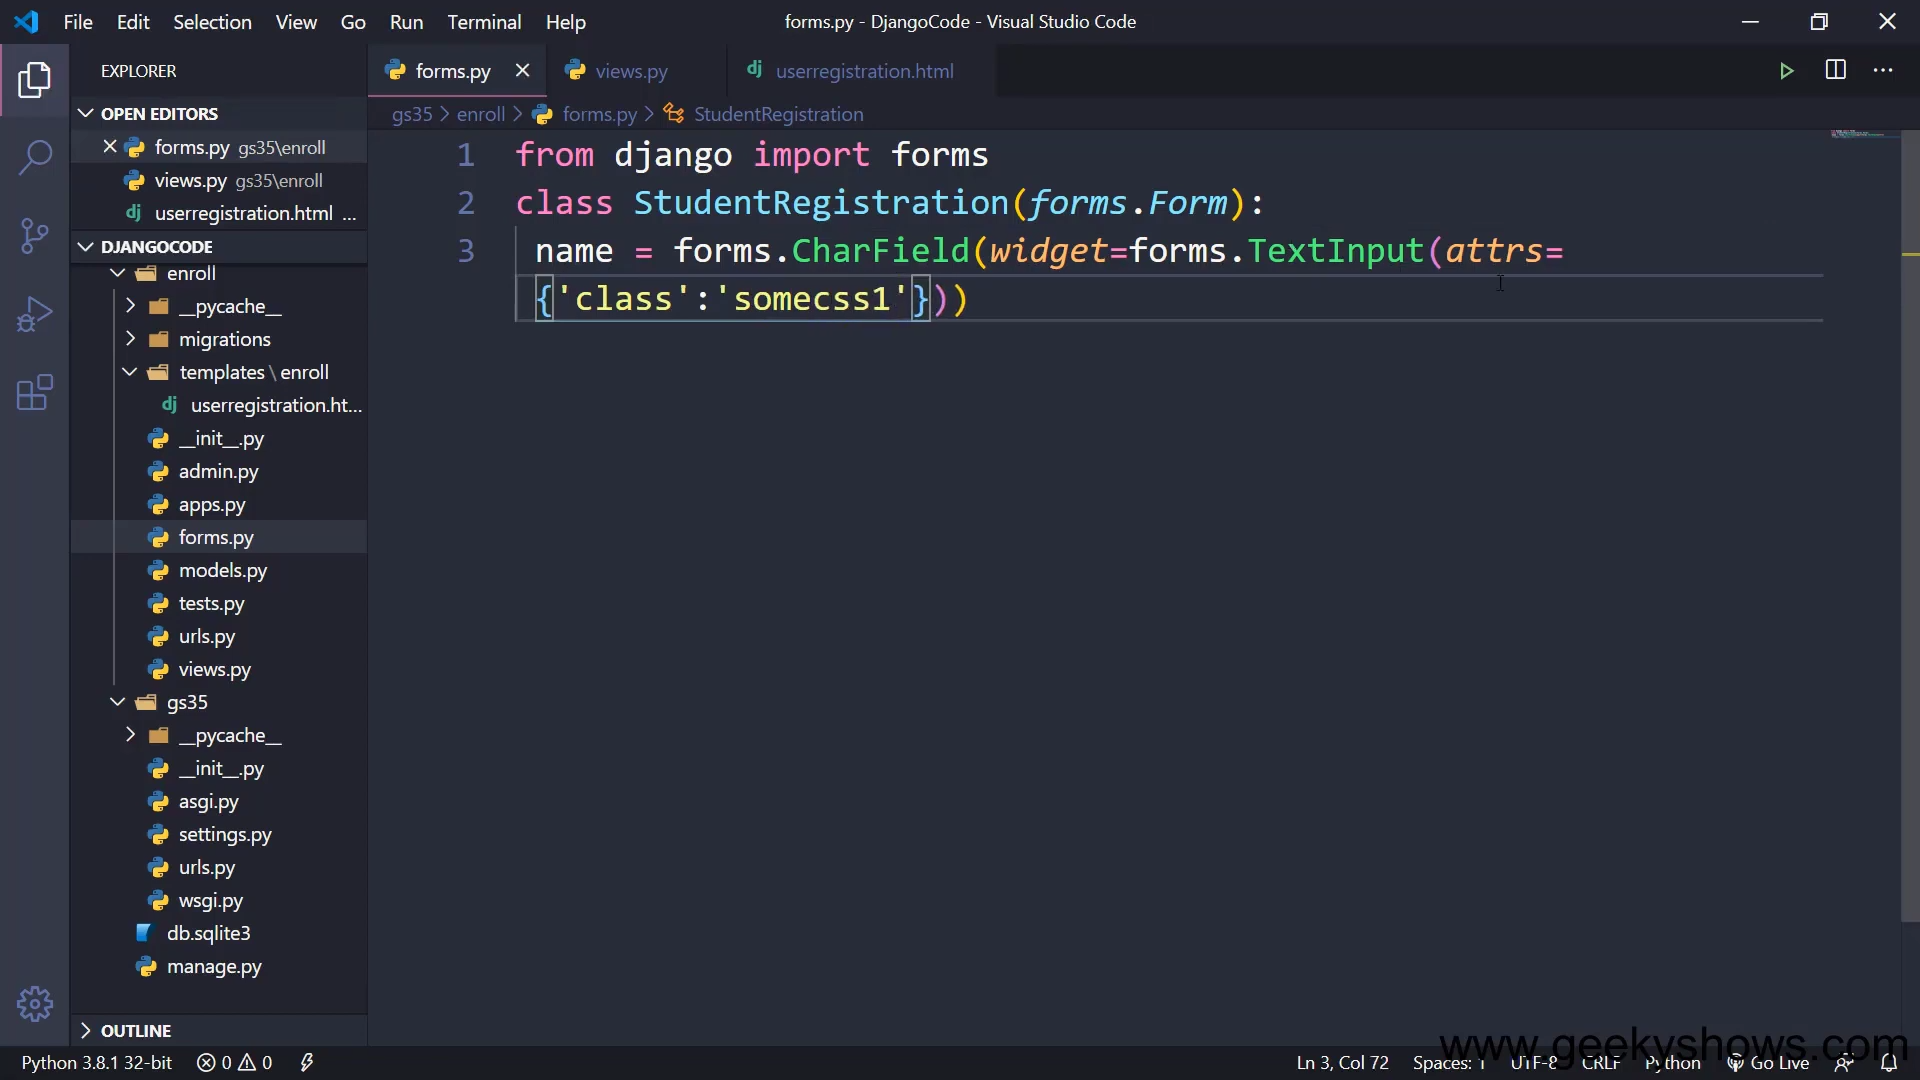 File Edit Selection View Go Run Terminal Help
forms.py - DjangoCode - Visual Studio Code
EXPLORER
forms.py
views.py
userregistration.html
OPEN EDITORS
gs35 > enroll > forms.py > StudentRegistration
forms.py gs35\enroll
views.py gs35\enroll
userregistration.html ...
DJANGOCODE
enroll
__pycache__
migrations
templates \ enroll
userregistration.ht...
__init__.py
admin.py
apps.py
forms.py
models.py
tests.py
urls.py
views.py
gs35
__pycache__
__init__.py
asgi.py
settings.py
urls.py
wsgi.py
db.sqlite3
manage.py
OUTLINE
1 from django import forms
2 class StudentRegistration(forms.Form):
3 name = forms.CharField(widget=forms.TextInput(attrs=
{'class':'somecss1'}))
www.geekyshows.com
Python 3.8.1 32-bit 0 0 Ln 3, Col 72 Spaces: 1 UTF-8 CRLF Python Go Live